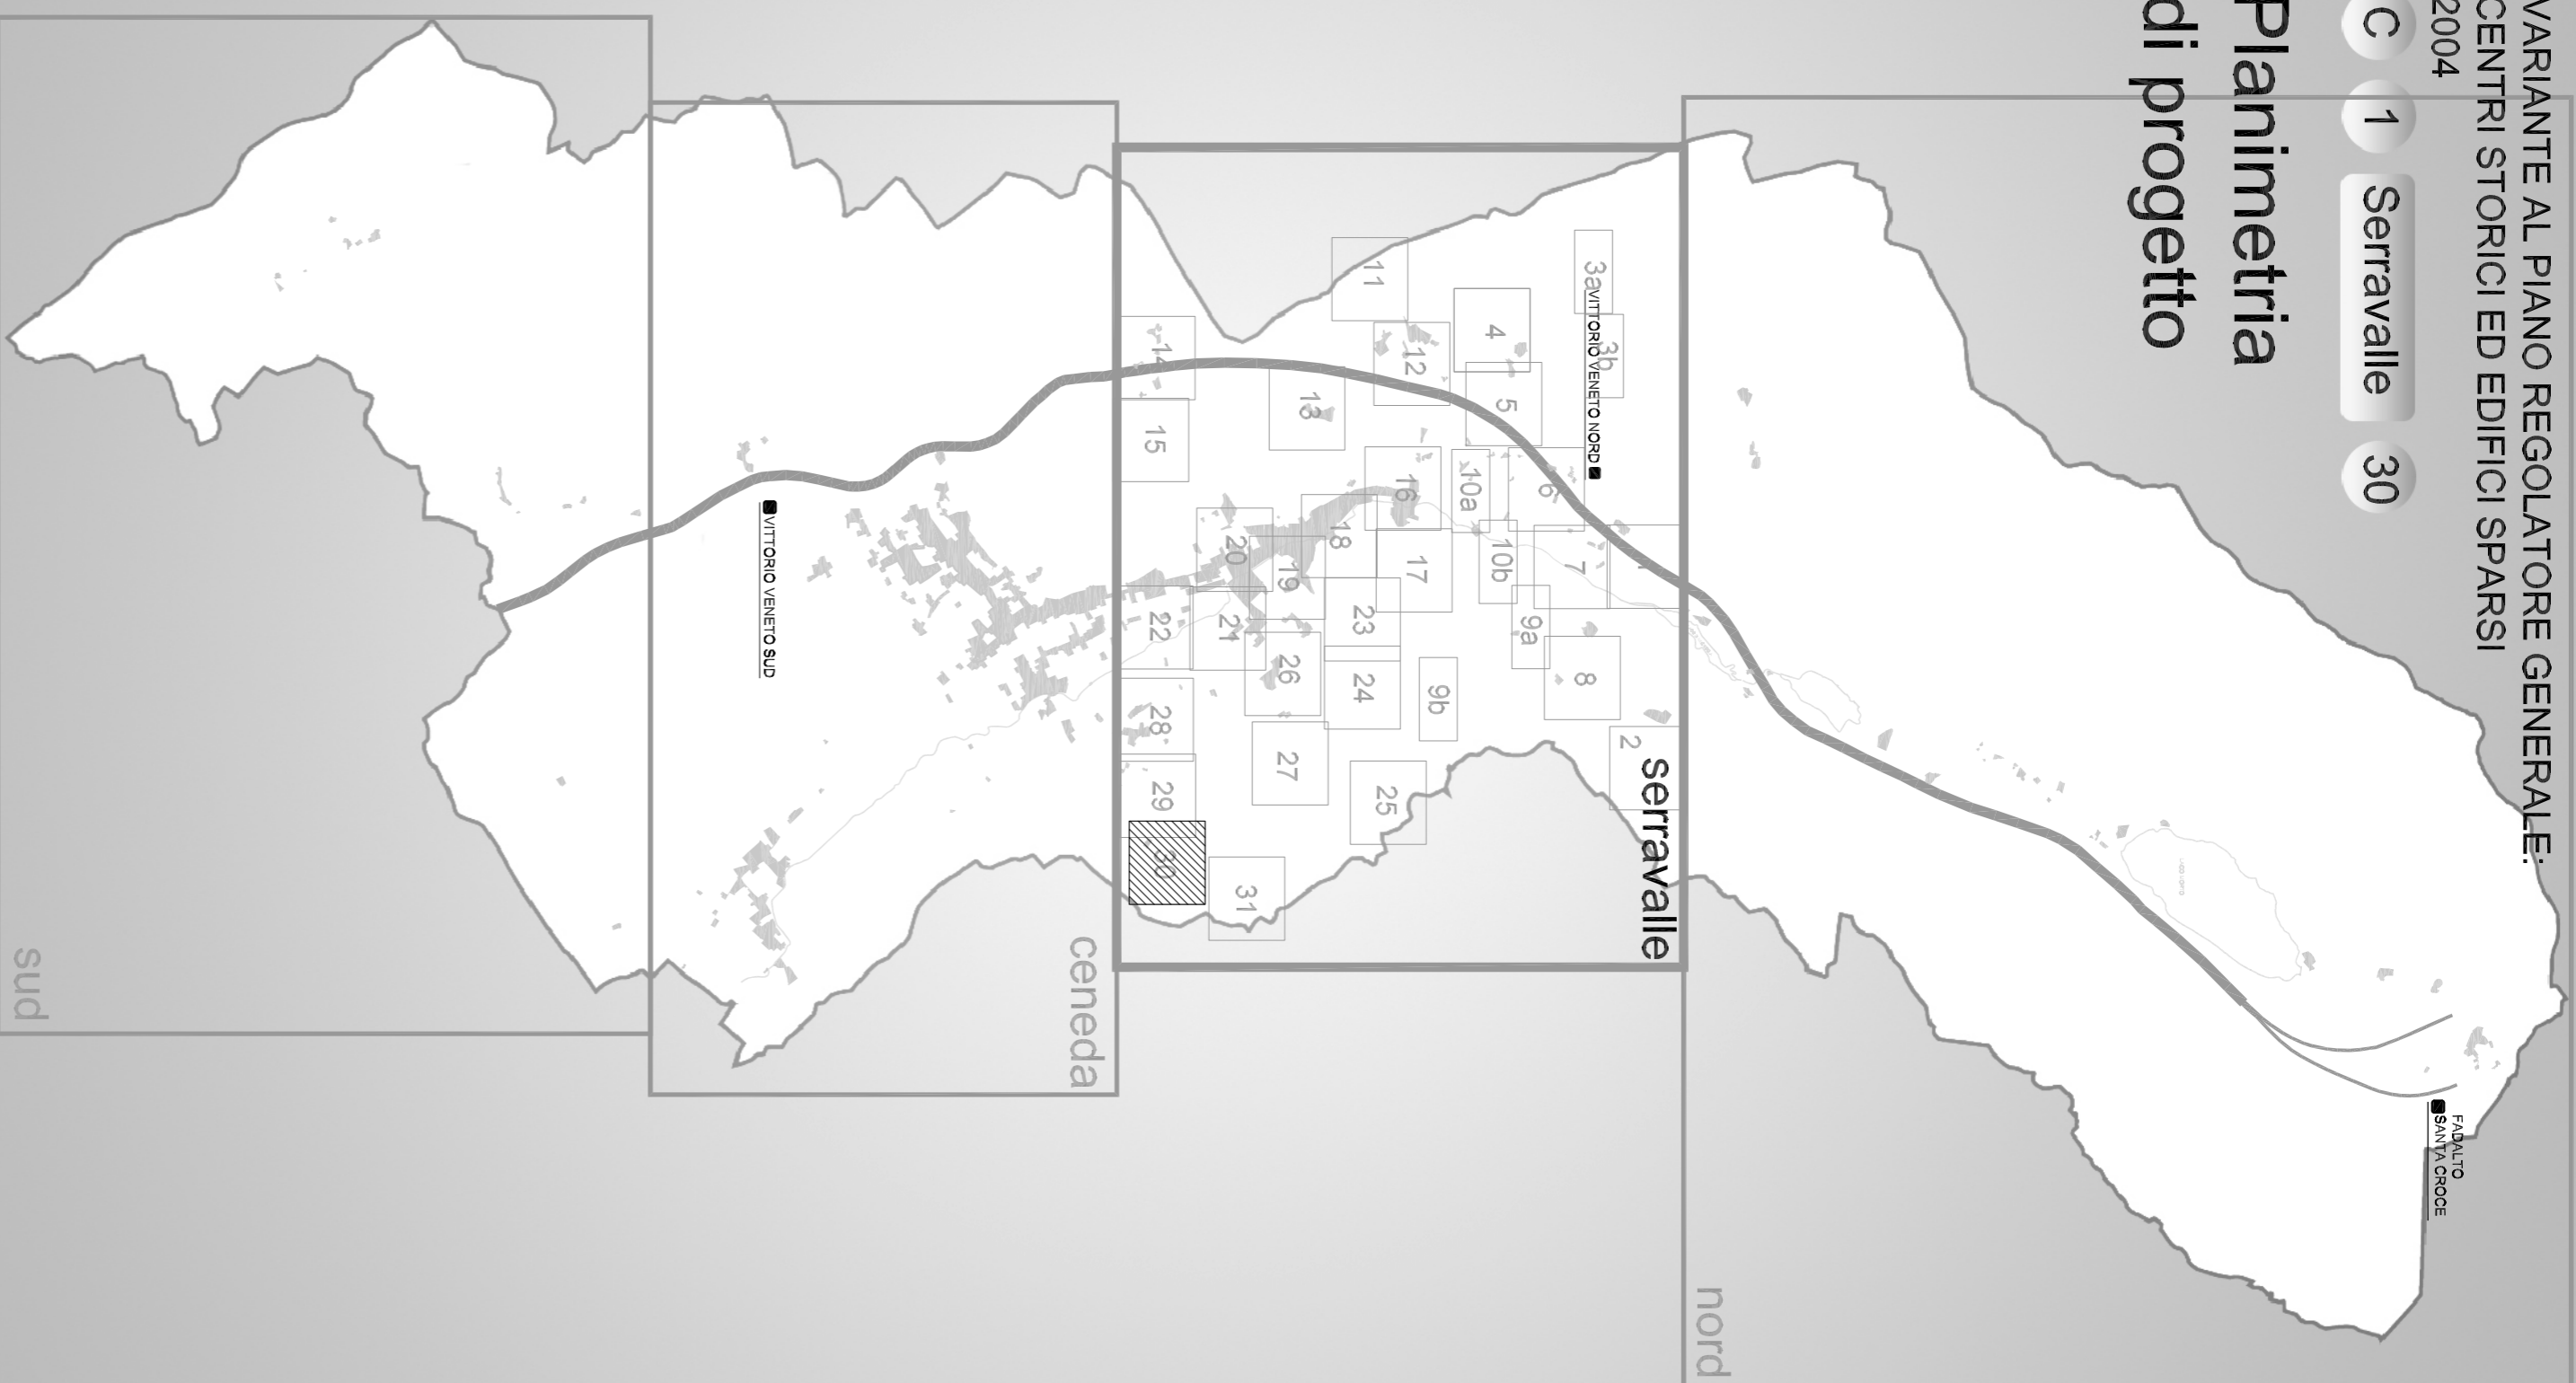 VARIANTE AL PIANO REGOLATORE GENERALE:
CENTRI STORICI ED EDIFICI SPARSI
2004
C 1 Serravalle 30
Planimetria
di progetto
FADALTO
SANTA CROCE
nord
serravalle
2
1
3a
3b
VITTORIO VENETO NORD
8
7
6
9a
5
4
10b
10a
9b
12
16
17
25
11
23
24
18
13
19
26
27
20
21
31
14
15
22
28
29
30
ceneda
VITTORIO VENETO SUD
sud